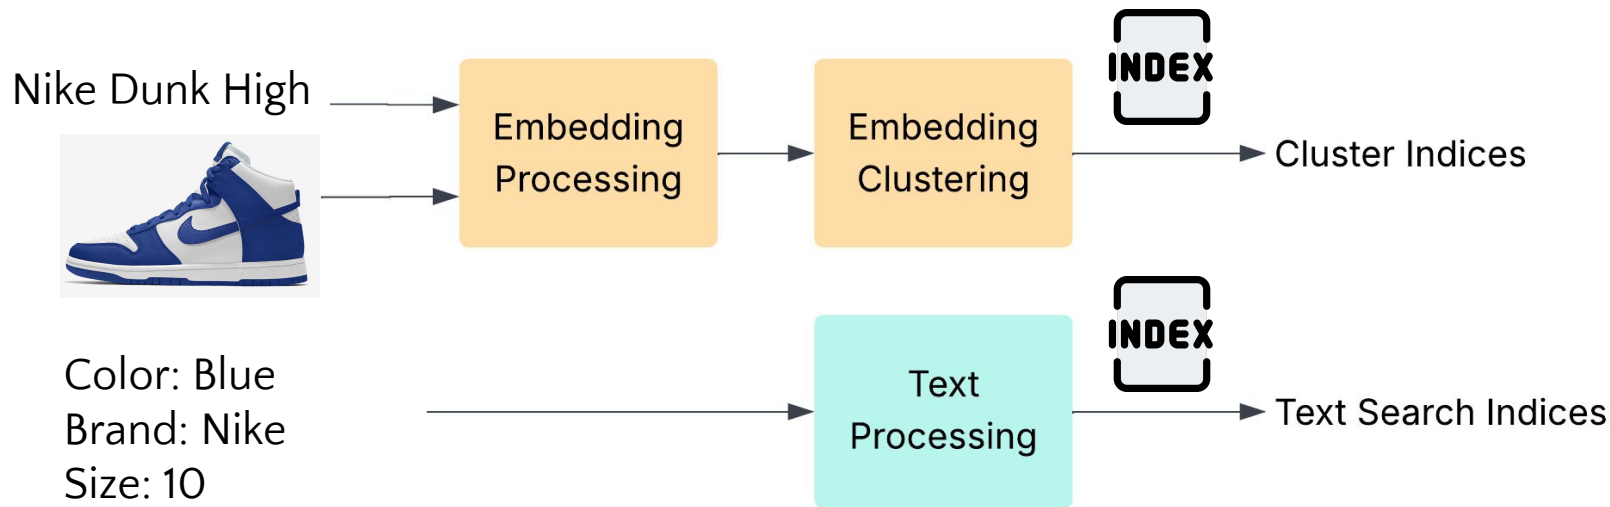 Nike Dunk High
Embedding
Processing
Embedding
Clustering
INDEX
Cluster Indices
Color: Blue
Brand: Nike
Size: 10
Text
Processing
INDEX
Text Search Indices